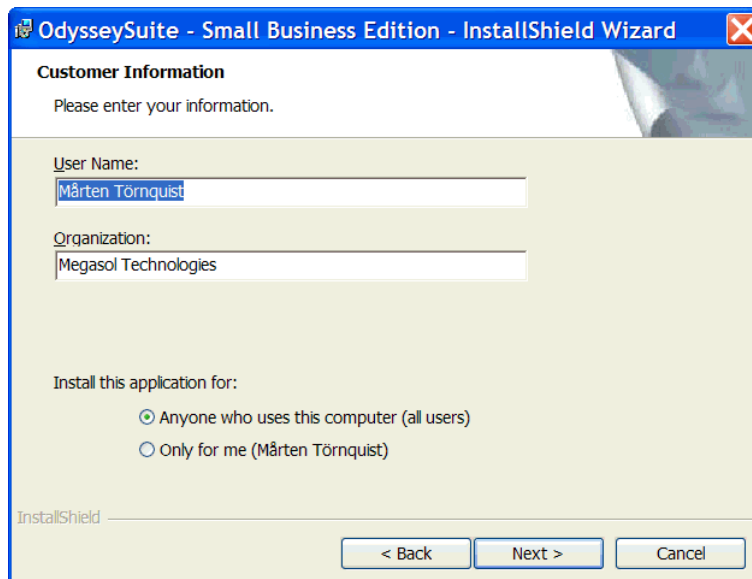 OdysseySuite - Small Business Edition - InstallShield Wizard
Customer Information
Please enter your information.
User Name:
Mårten Törnquist
Organization:
Megasol Technologies
Install this application for:
Anyone who uses this computer (all users)
Only for me (Mårten Törnquist)
InstallShield
< Back Next > Cancel